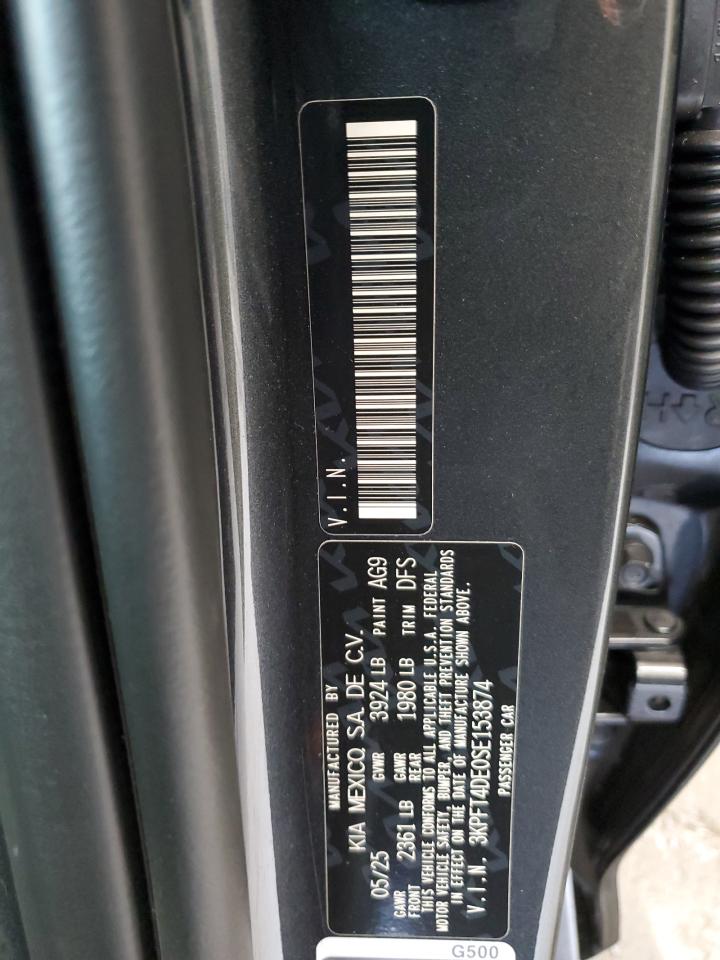 V.I.N.
MANUFACTURED BY
KIA MEXICO, S.A. DE C.V.
05/25 GVWR 3924 LB PAINT AG9
GAWR FRONT 2361 LB GAWR REAR 1980 LB TRIM DFS
THIS VEHICLE CONFORMS TO ALL APPLICABLE U.S.A. FEDERAL
MOTOR VEHICLE SAFETY, BUMPER, AND THEFT PREVENTION STANDARDS
IN EFFECT ON THE DATE OF MANUFACTURE SHOWN ABOVE.
V.I.N. 3KPFT4DE0SE153874
PASSENGER CAR
G500